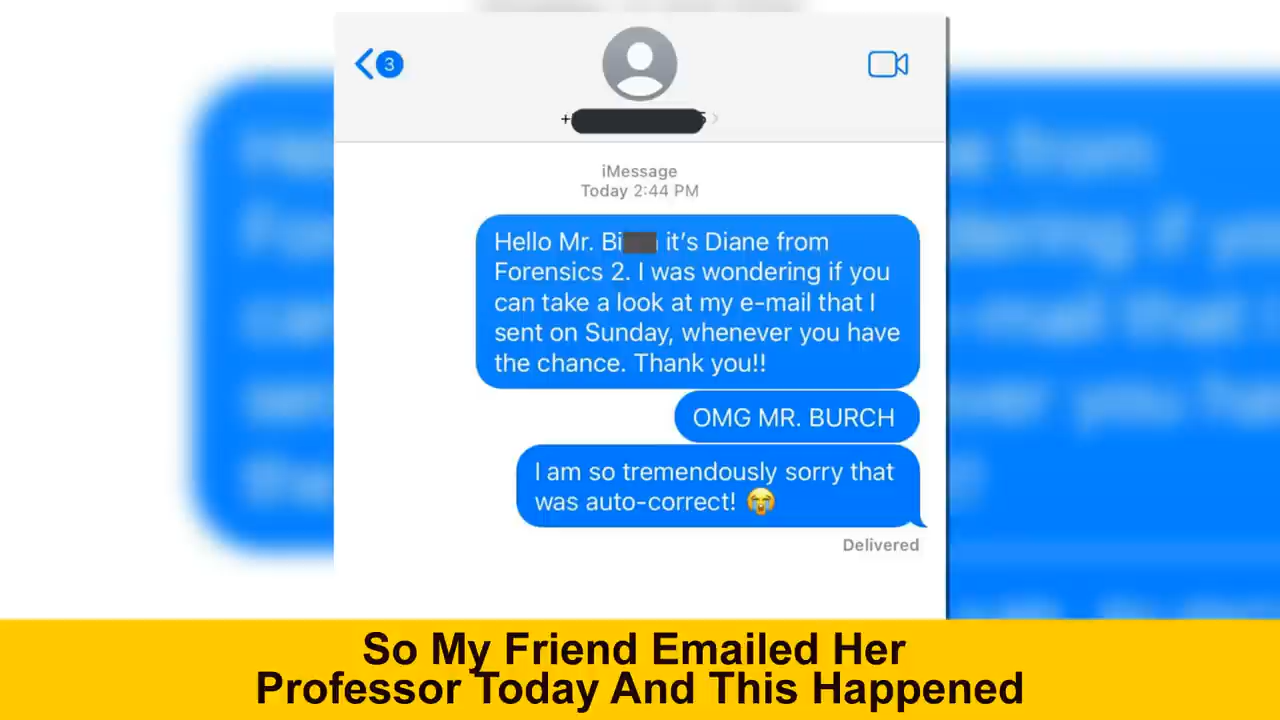 3
+
iMessage
Today 2:44 PM
Hello Mr. Bi it's Diane from
Forensics 2. I was wondering if you
can take a look at my e-mail that I
sent on Sunday, whenever you have
the chance. Thank you!!
OMG MR. BURCH
I am so tremendously sorry that
was auto-correct! 😭
Delivered
So My Friend Emailed Her
Professor Today And This Happened